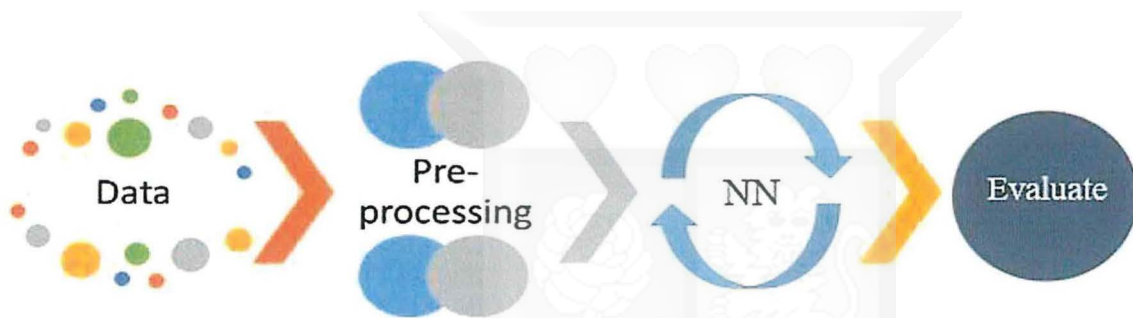 Data
Pre-
processing
NN
Evaluate